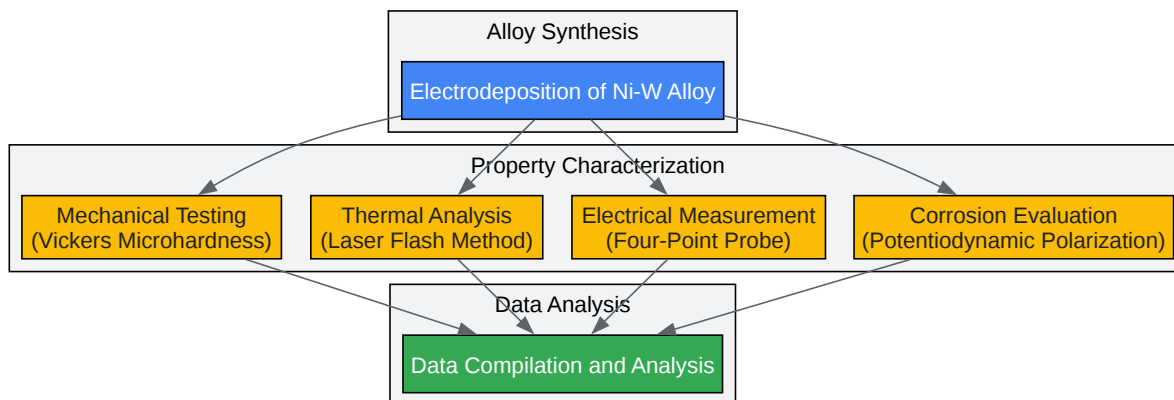 Alloy Synthesis
Electrodeposition of Ni-W Alloy
Property Characterization
Mechanical Testing
(Vickers Microhardness)
Thermal Analysis
(Laser Flash Method)
Electrical Measurement
(Four-Point Probe)
Corrosion Evaluation
(Potentiodynamic Polarization)
Data Analysis
Data Compilation and Analysis